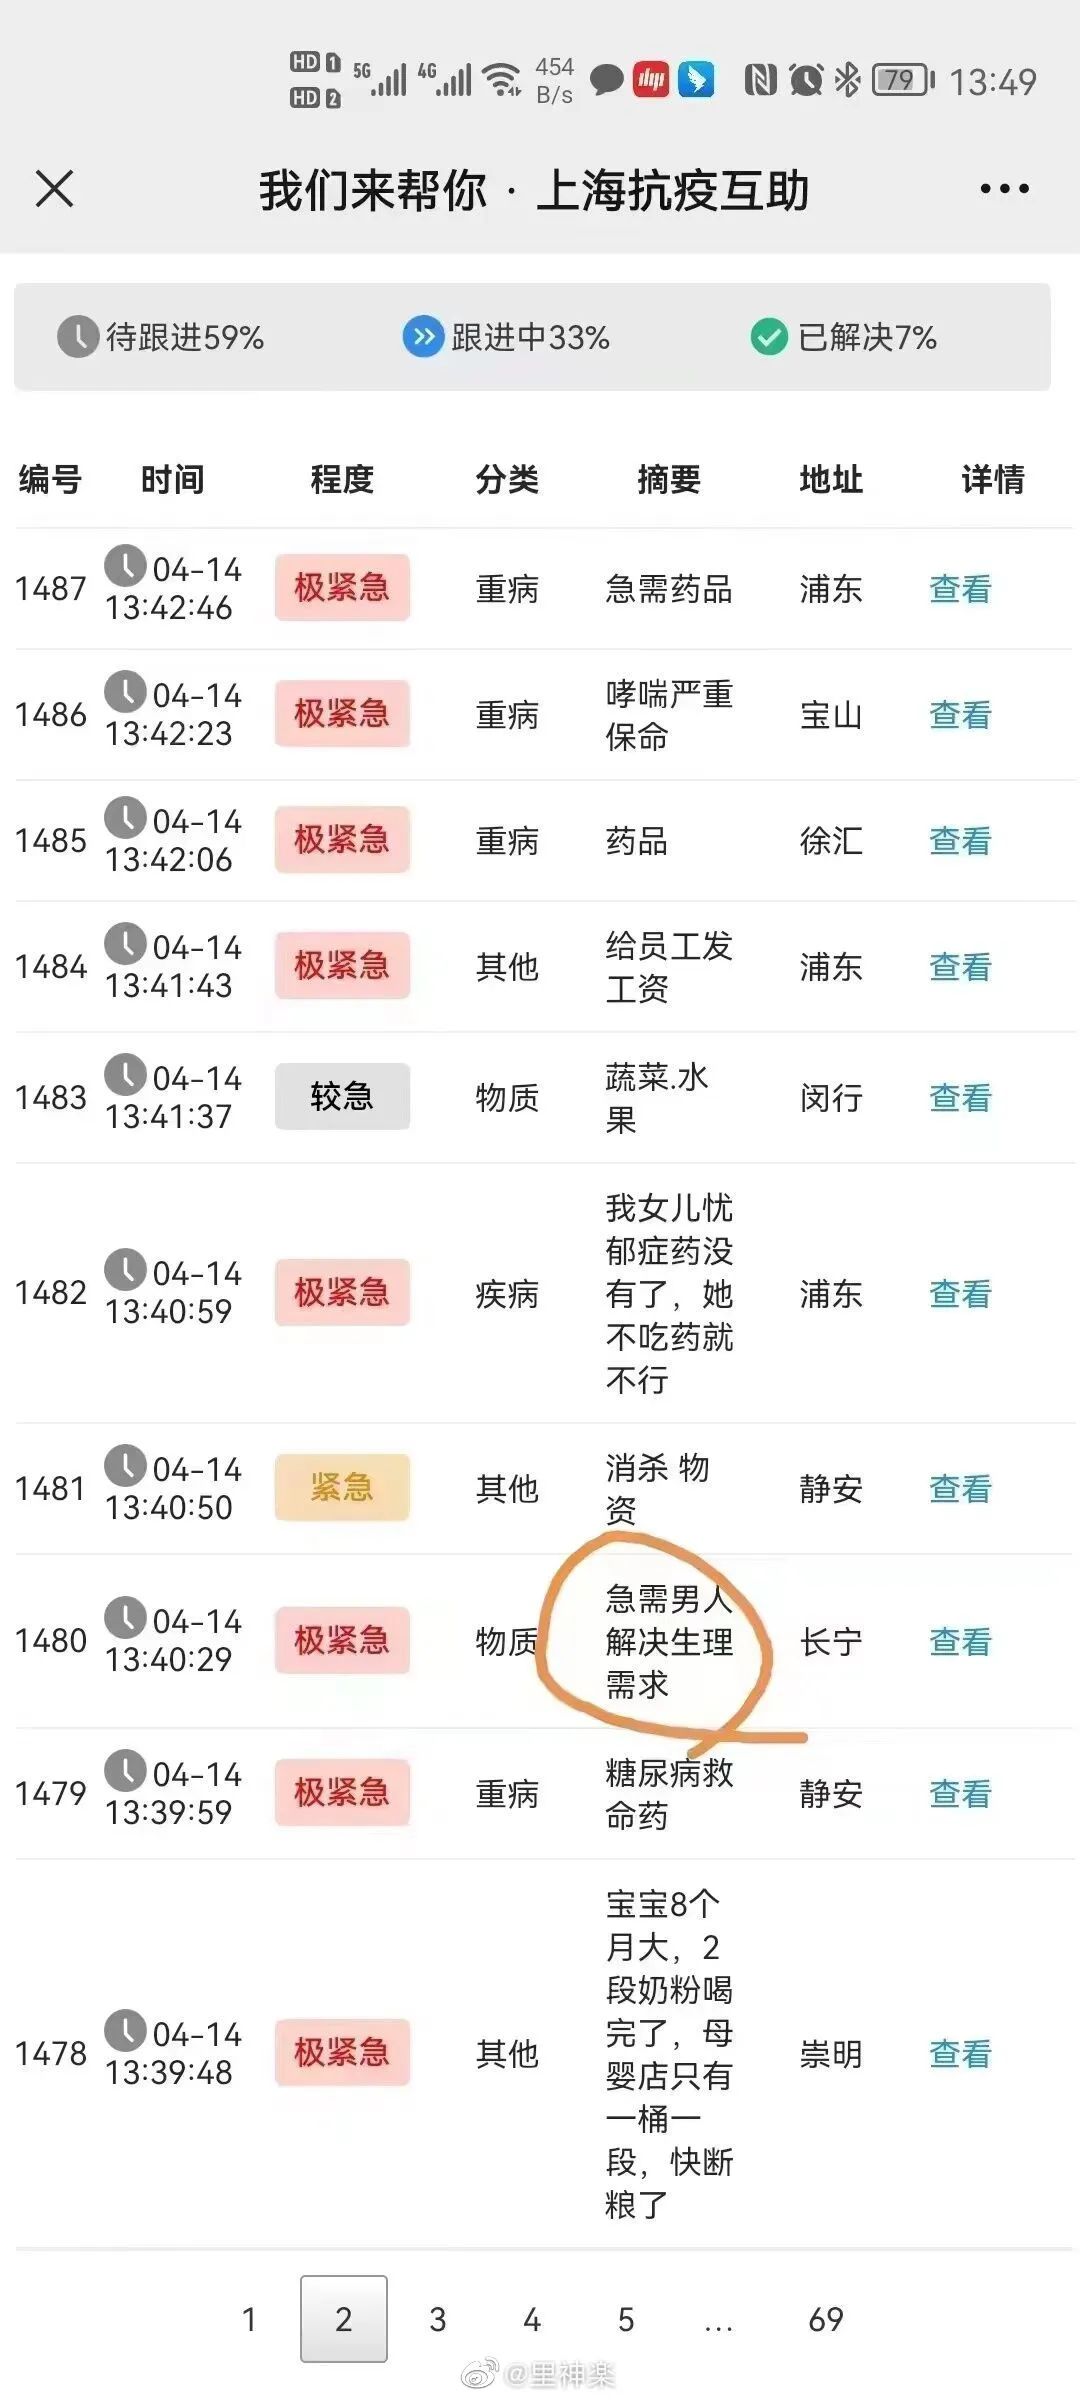 HD 1 5G 4G 454 79 13:49
HD 2 B/s
我们来帮你 · 上海抗疫互助
待跟进59% 跟进中33% 已解决7%
编号 时间 程度 分类 摘要 地址 详情
1487 04-14 13:42:46 极紧急 重病 急需药品 浦东 查看
1486 04-14 13:42:23 极紧急 重病 哮喘严重保命 宝山 查看
1485 04-14 13:42:06 极紧急 重病 药品 徐汇 查看
1484 04-14 13:41:43 极紧急 其他 给员工发工资 浦东 查看
1483 04-14 13:41:37 较急 物质 蔬菜.水果 闵行 查看
1482 04-14 13:40:59 极紧急 疾病 我女儿忧郁症药没有了，她不吃药就不行 浦东 查看
1481 04-14 13:40:50 紧急 其他 消杀 物资 静安 查看
1480 04-14 13:40:29 极紧急 物质 急需男人解决生理需求 长宁 查看
1479 04-14 13:39:59 极紧急 重病 糖尿病救命药 静安 查看
1478 04-14 13:39:48 极紧急 其他 宝宝8个月大，2段奶粉喝完了，母婴店只有一桶一段，快断粮了 崇明 查看
1 2 3 4 5 ... 69
@里神楽